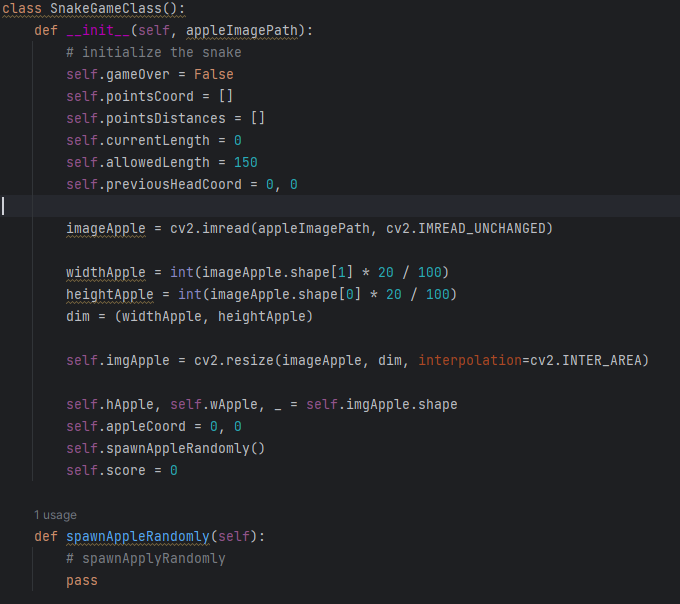 class SnakeGameClass():
    def __init__(self, appleImagePath):
        # initialize the snake
        self.gameOver = False
        self.pointsCoord = []
        self.pointsDistances = []
        self.currentLength = 0
        self.allowedLength = 150
        self.previousHeadCoord = 0, 0

        imageApple = cv2.imread(appleImagePath, cv2.IMREAD_UNCHANGED)

        widthApple = int(imageApple.shape[1] * 20 / 100)
        heightApple = int(imageApple.shape[0] * 20 / 100)
        dim = (widthApple, heightApple)

        self.imgApple = cv2.resize(imageApple, dim, interpolation=cv2.INTER_AREA)

        self.hApple, self.wApple, _ = self.imgApple.shape
        self.appleCoord = 0, 0
        self.spawnAppleRandomly()
        self.score = 0

    1 usage
    def spawnAppleRandomly(self):
        # spawnApplyRandomly
        pass